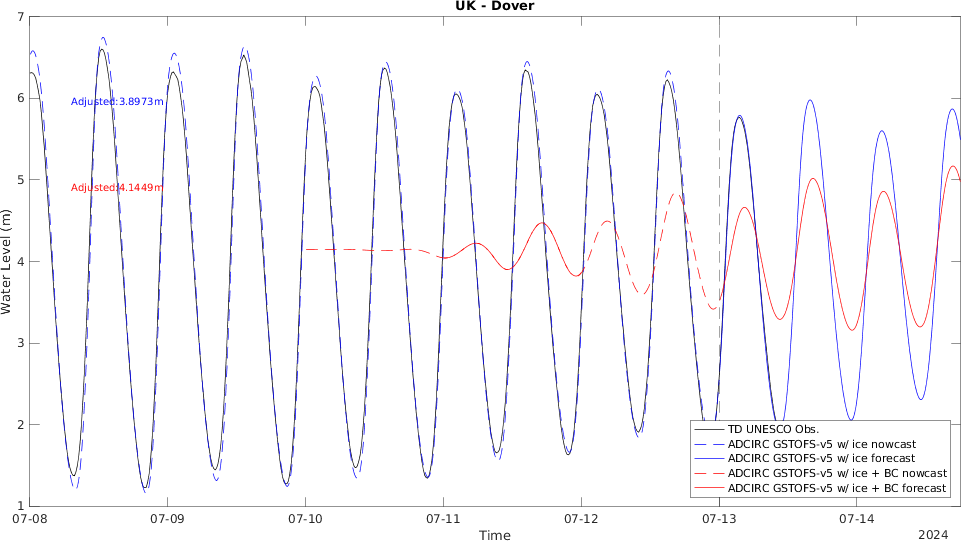 UK - Dover
7
6
5
4
3
2
1
Water Level (m)
Adjusted:3.8973m
Adjusted:4.1449m
TD UNESCO Obs.
ADCIRC GSTOFS-v5 w/ ice nowcast
ADCIRC GSTOFS-v5 w/ ice forecast
ADCIRC GSTOFS-v5 w/ ice + BC nowcast
ADCIRC GSTOFS-v5 w/ ice + BC forecast
07-08 07-09 07-10 07-11 07-12 07-13 07-14
Time
2024